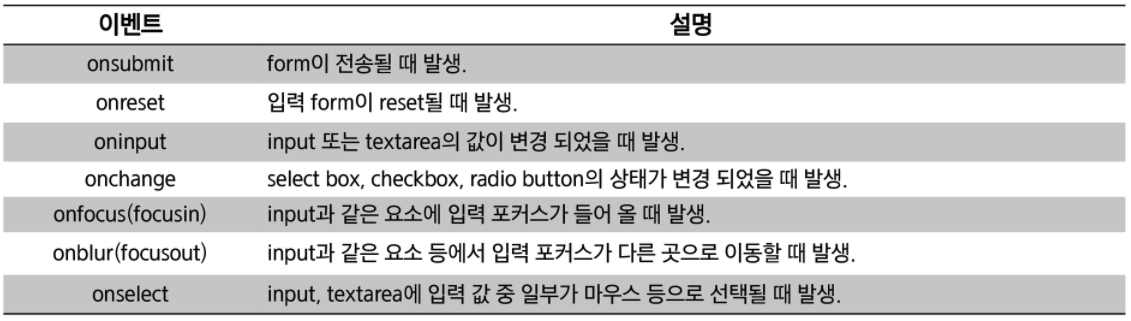 이벤트 설명
onsubmit form이 전송될 때 발생.
onreset 입력 form이 reset될 때 발생.
oninput input 또는 textarea의 값이 변경 되었을 때 발생.
onchange select box, checkbox, radio button의 상태가 변경 되었을 때 발생.
onfocus(focusin) input과 같은 요소에 입력 포커스가 들어 올 때 발생.
onblur(focusout) input과 같은 요소 등에서 입력 포커스가 다른 곳으로 이동할 때 발생.
onselect input, textarea에 입력 값 중 일부가 마우스 등으로 선택될 때 발생.